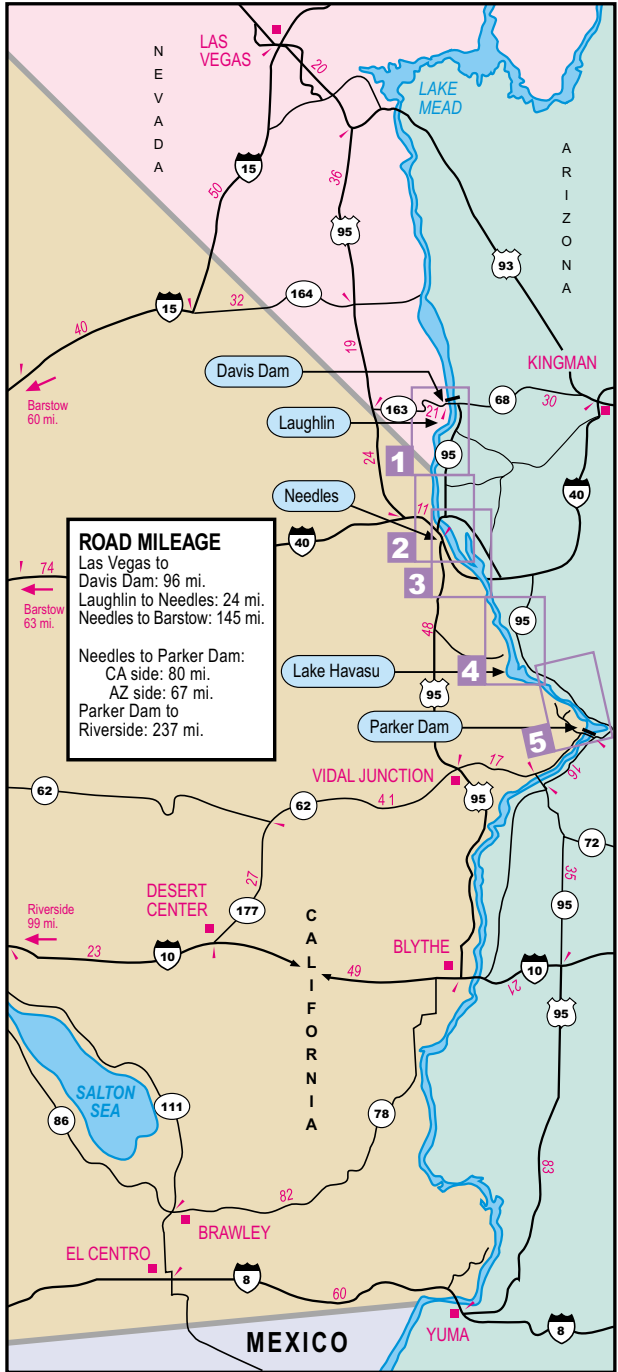 NEVADA
LAS
VEGAS
20
LAKE
MEAD
ARIZONA
15
50
36
95
93
164
15
32
40
19
Barstow
60 mi.
KINGMAN
Davis Dam
163
21
68
30
Laughlin
95
1
24
40
Needles
11
40
2
3
ROAD MILEAGE
Las Vegas to
Davis Dam: 96 mi.
Laughlin to Needles: 24 mi.
Needles to Barstow: 145 mi.
Needles to Parker Dam:
CA side: 80 mi.
AZ side: 67 mi.
Parker Dam to
Riverside: 237 mi.
74
Barstow
63 mi.
48
95
4
Lake Havasu
95
Parker Dam
5
16
17
VIDAL JUNCTION
62
62
41
95
72
35
27
DESERT
CENTER
177
95
Riverside
99 mi.
23
10
CALIFORNIA
49
BLYTHE
10
21
95
SALTON
SEA
111
86
78
83
82
BRAWLEY
EL CENTRO
8
60
MEXICO
YUMA
8